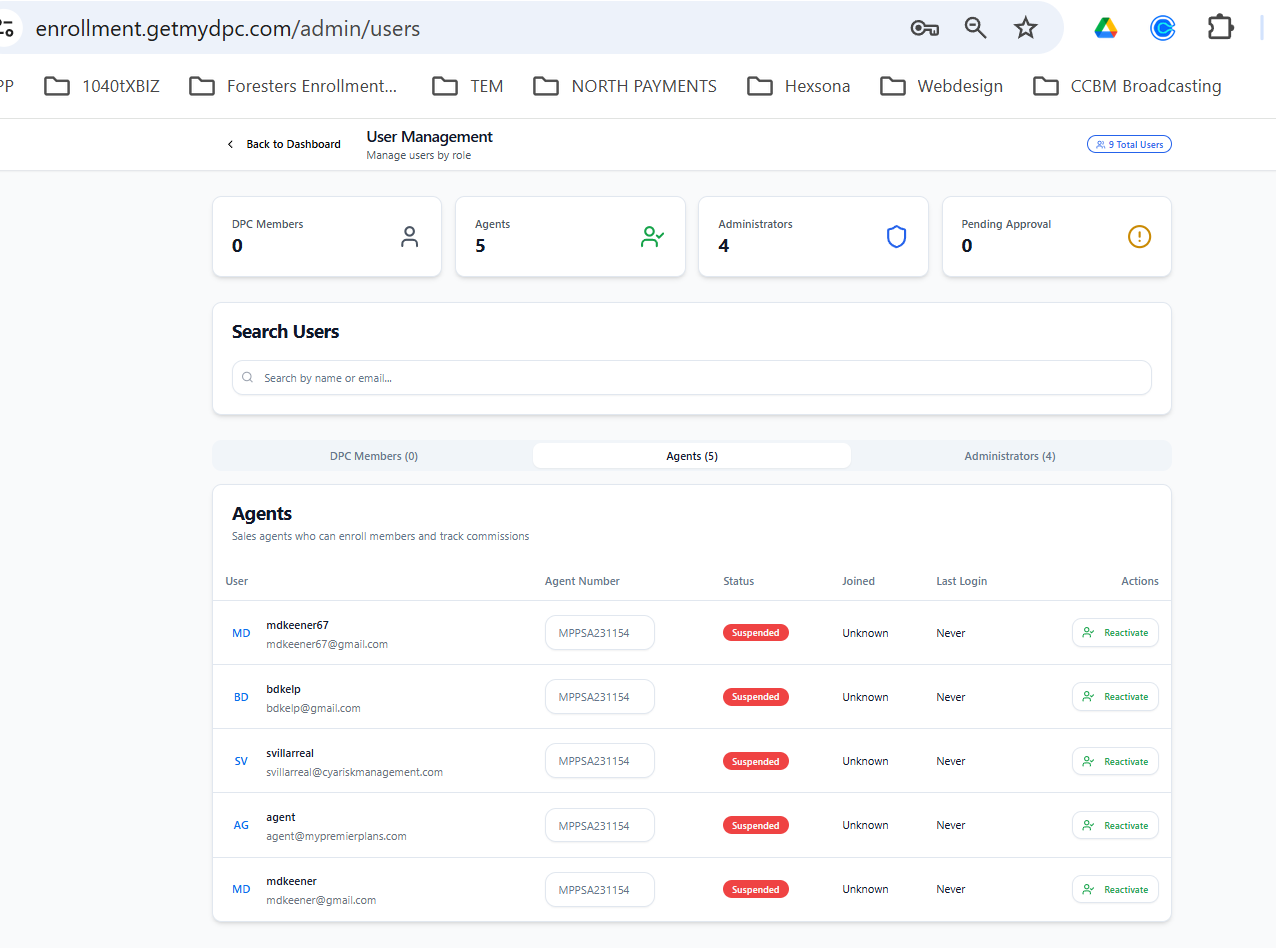 enrollment.getmydpc.com/admin/users
PP 1040tXBIZ Foresters Enrollment... TEM NORTH PAYMENTS Hexsona Webdesign CCBM Broadcasting
Back to Dashboard
User Management
Manage users by role
9 Total Users
DPC Members
0
Agents
5
Administrators
4
Pending Approval
0
Search Users
Search by name or email...
DPC Members (0) Agents (5) Administrators (4)
Agents
Sales agents who can enroll members and track commissions
User Agent Number Status Joined Last Login Actions
MD mdkeener67 MPPSA231154 Suspended Unknown Never Reactivate
mdkeener67@gmail.com
BD bdkelp MPPSA231154 Suspended Unknown Never Reactivate
bdkelp@gmail.com
SV svillarreal MPPSA231154 Suspended Unknown Never Reactivate
svillarreal@cyariskmanagement.com
AG agent MPPSA231154 Suspended Unknown Never Reactivate
agent@mypremierplans.com
MD mdkeener MPPSA231154 Suspended Unknown Never Reactivate
mdkeener@gmail.com